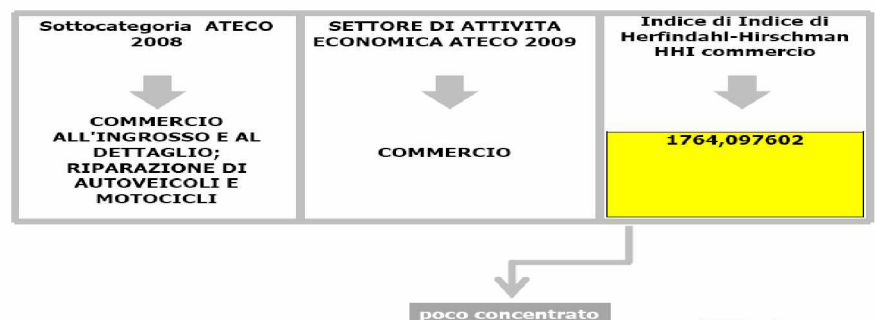 Sottocategoria ATECO
2008
SETTORE DI ATTIVITA
ECONOMICA ATECO 2009
Indice di Indice di
Herfindahl-Hirschman
HHI commercio
COMMERCIO
ALL'INGROSSO E AL
DETTAGLIO;
RIPARAZIONE DI
AUTOVEICOLI E
MOTOCICLI
COMMERCIO
1764,097602
poco concentrato